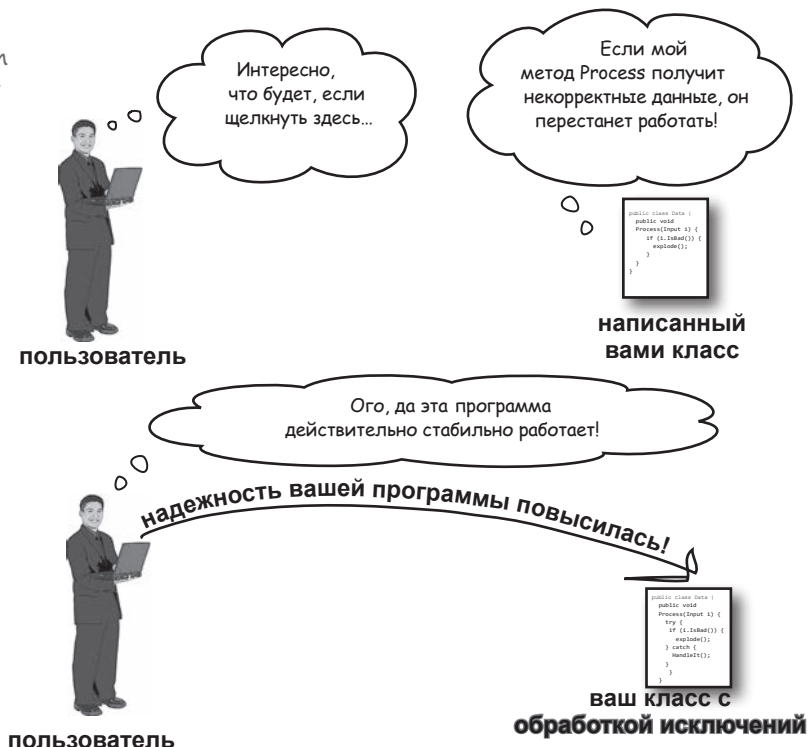 Интересно,
что будет, если
щелкнуть здесь…
Если мой
метод Process получит
некорректные данные, он
перестанет работать!
public class Data {
public void
Process(Input i) {
if (i.IsBad()) {
explode();
}
}
}
написанный
вами класс
пользователь
Ого, да эта программа
действительно стабильно работает!
надежность вашей программы повысилась!
public class Data {
public void
Process(Input i) {
try {
if (i.IsBad()) {
explode();
} catch {
HandleIt();
}
}
}
ваш класс с
обработкой исключений
пользователь